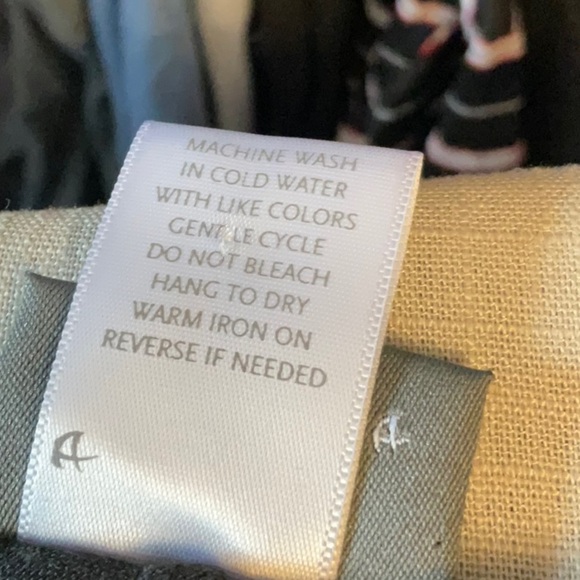 MACHINE WASH
IN COLD WATER
WITH LIKE COLORS
GENTLE CYCLE
DO NOT BLEACH
HANG TO DRY
WARM IRON ON
REVERSE IF NEEDED